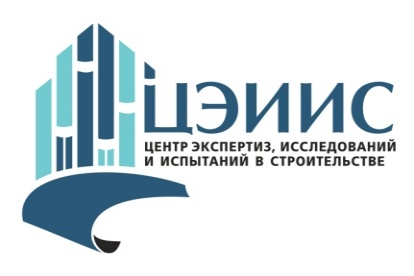 ЦЭИИС
ЦЕНТР ЭКСПЕРТИЗ, ИССЛЕДОВАНИЙ
И ИСПЫТАНИЙ В СТРОИТЕЛЬСТВЕ